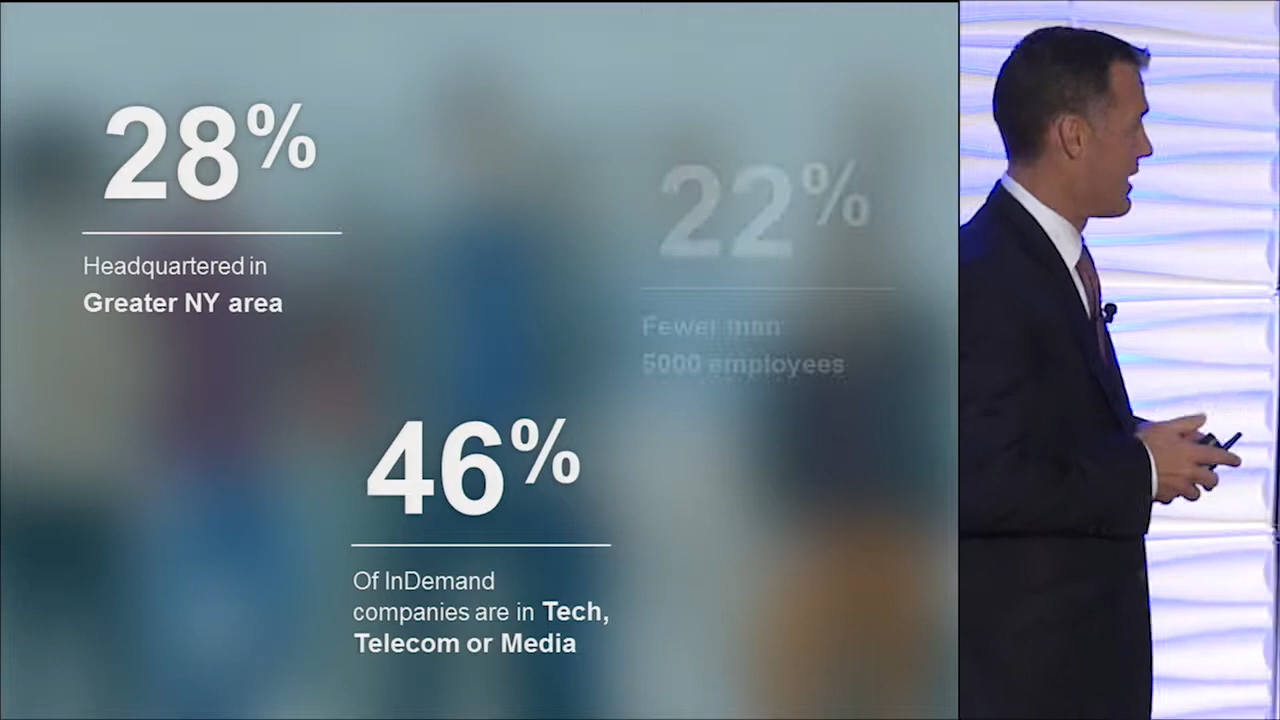 28%
Headquartered in
Greater NY area
22%
Fewer than
5000 employees
46%
Of InDemand
companies are in Tech,
Telecom or Media